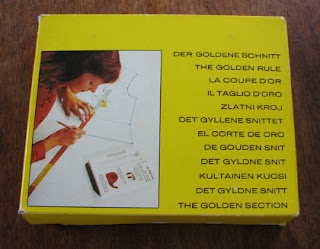 DER GOLDENE SCHNITT
THE GOLDEN RULE
LA COUPE D'OR
IL TAGLIO D'ORO
ZLATNI KROJ
DET GYLLENE SNITTET
EL CORTE DE ORO
DE GOUDEN SNIT
DET GYLDNE SNIT
KULTAINEN KUOSI
DET GYLDNE SNITT
THE GOLDEN SECTION